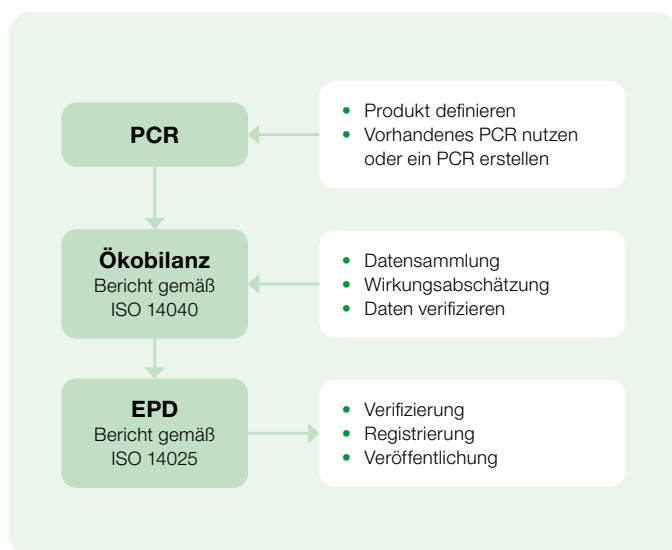 PCR
• Produkt definieren
• Vorhandenes PCR nutzen
oder ein PCR erstellen
Ökobilanz
Bericht gemäß
ISO 14040
• Datensammlung
• Wirkungsabschätzung
• Daten verifizieren
EPD
Bericht gemäß
ISO 14025
• Verifizierung
• Registrierung
• Veröffentlichung